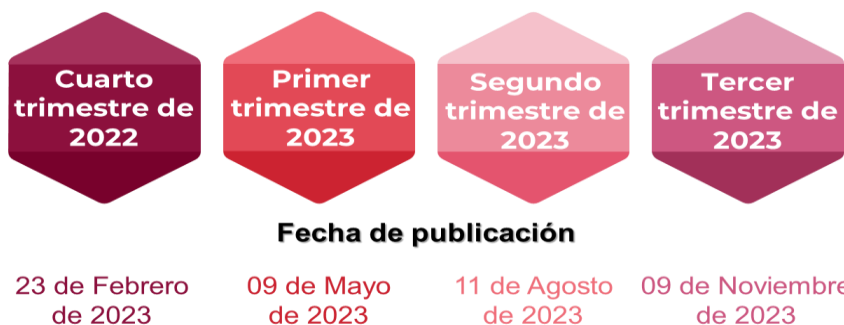 Cuarto
trimestre de
2022
Primer
trimestre de
2023
Segundo
trimestre de
2023
Tercer
trimestre de
2023
Fecha de publicación
23 de Febrero
de 2023
09 de Mayo
de 2023
11 de Agosto
de 2023
09 de Noviembre
de 2023